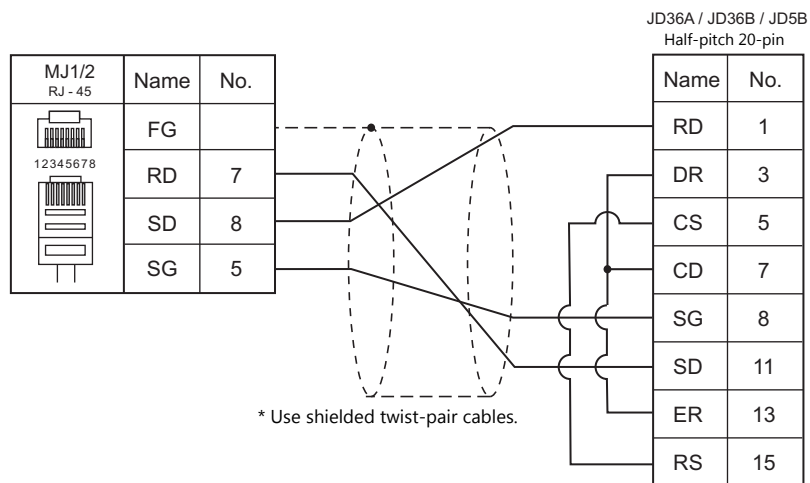 JD36A / JD36B / JD5B
Half-pitch 20-pin
MJ1/2
RJ - 45
Name No.
12345678
FG
RD 7
SD 8
SG 5
Name No.
RD 1
DR 3
CS 5
CD 7
SG 8
SD 11
ER 13
RS 15
* Use shielded twist-pair cables.